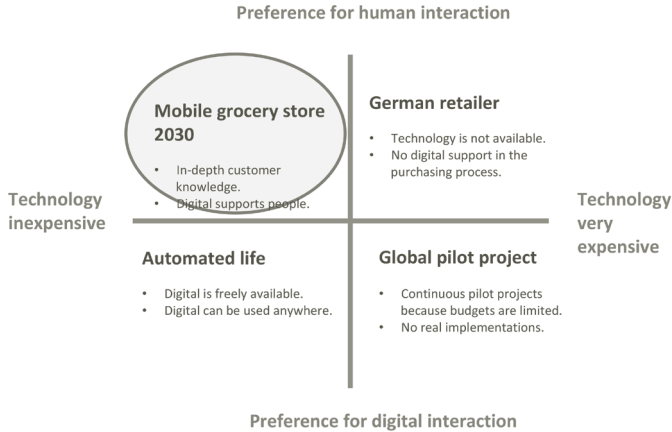 Preference for human interaction
Mobile grocery store
2030
• In-depth customer
knowledge.
• Digital supports people.
German retailer
• Technology is not available.
• No digital support in the
purchasing process.
Technology
inexpensive
Technology
very
expensive
Automated life
• Digital is freely available.
• Digital can be used anywhere.
Global pilot project
• Continuous pilot projects
because budgets are limited.
• No real implementations.
Preference for digital interaction